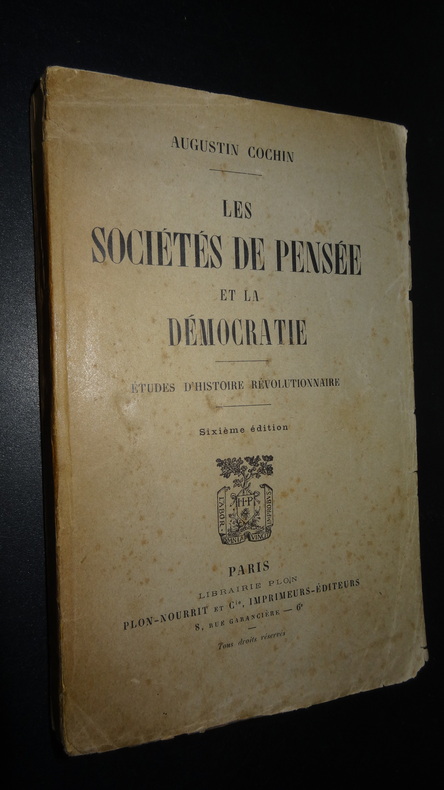 AUGUSTIN COCHIN
LES
SOCIÉTÉS DE PENSÉE
ET LA
DÉMOCRATIE
ÉTUDES D'HISTOIRE RÉVOLUTIONNAIRE
Sixième édition
LABOR
H·P
PARIS
LIBRAIRIE PLON
PLON-NOURRIT ET Cie, IMPRIMEURS-ÉDITEURS
8, RUE GARANCIÈRE — 6e
Tous droits réservés